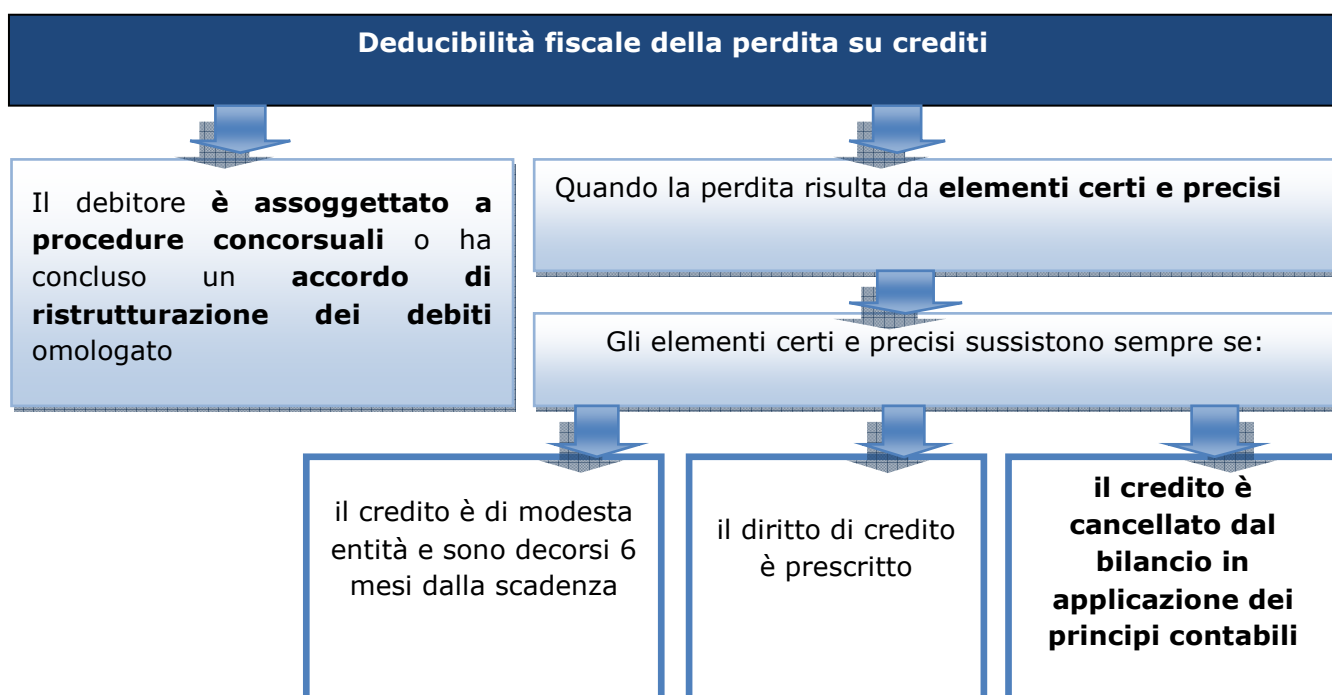 Deducibilità fiscale della perdita su crediti
Il debitore è assoggettato a
procedure concorsuali o ha
concluso un accordo di
ristrutturazione dei debiti
omologato
Quando la perdita risulta da elementi certi e precisi
Gli elementi certi e precisi sussistono sempre se:
il credito è di modesta
entità e sono decorsi 6
mesi dalla scadenza
il diritto di credito
è prescritto
il credito è
cancellato dal
bilancio in
applicazione dei
principi contabili